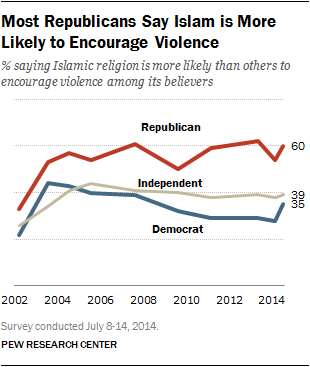 Most Republicans Say Islam is More
Likely to Encourage Violence
% saying Islamic religion is more likely than others to
encourage violence among its believers
Republican
60
Independent
39
35
Democrat
2002 2004 2006 2008 2010 2012 2014
Survey conducted July 8-14, 2014.
PEW RESEARCH CENTER